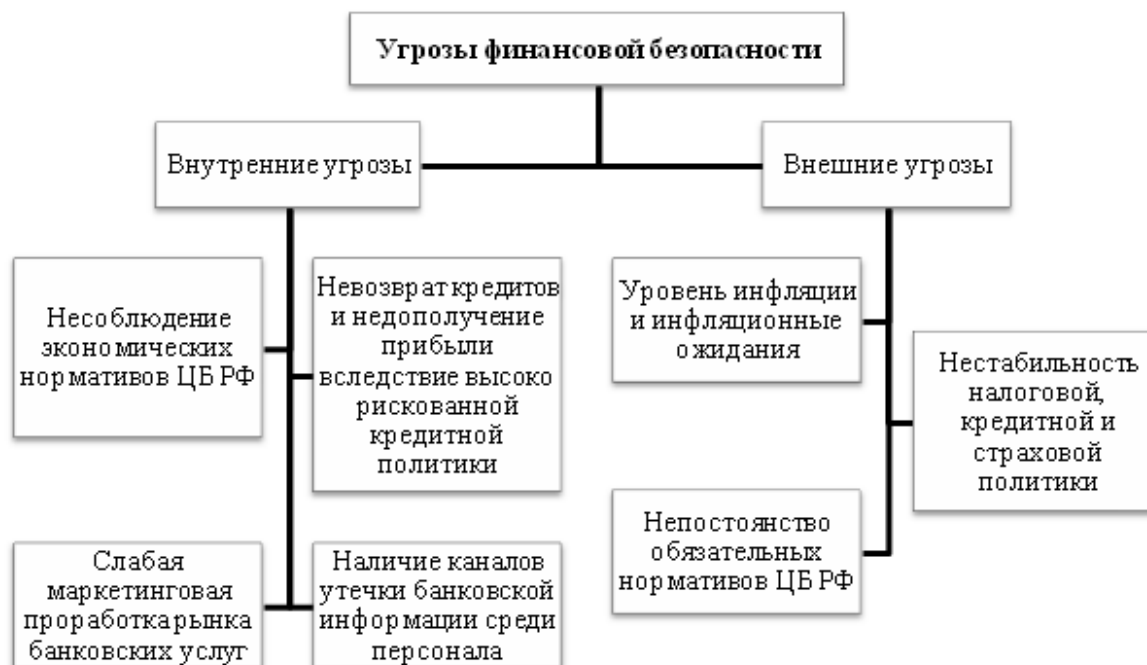 Угрозы финансовой безопасности
Внутренние угрозы
Внешние угрозы
Несоблюдение
экономических
нормативов ЦБ РФ
Невозврат кредитов
и недополучение
прибыли
вследствие высоко
рискованной
кредитной
политики
Уровень инфляции
и инфляционные
ожидания
Нестабильность
налоговой,
кредитной и
страховой
политики
Слабая
маркетинговая
проработка рынка
банковских услуг
Наличие каналов
утечки банковской
информации среди
персонала
Непостоянство
обязательных
нормативов ЦБ РФ